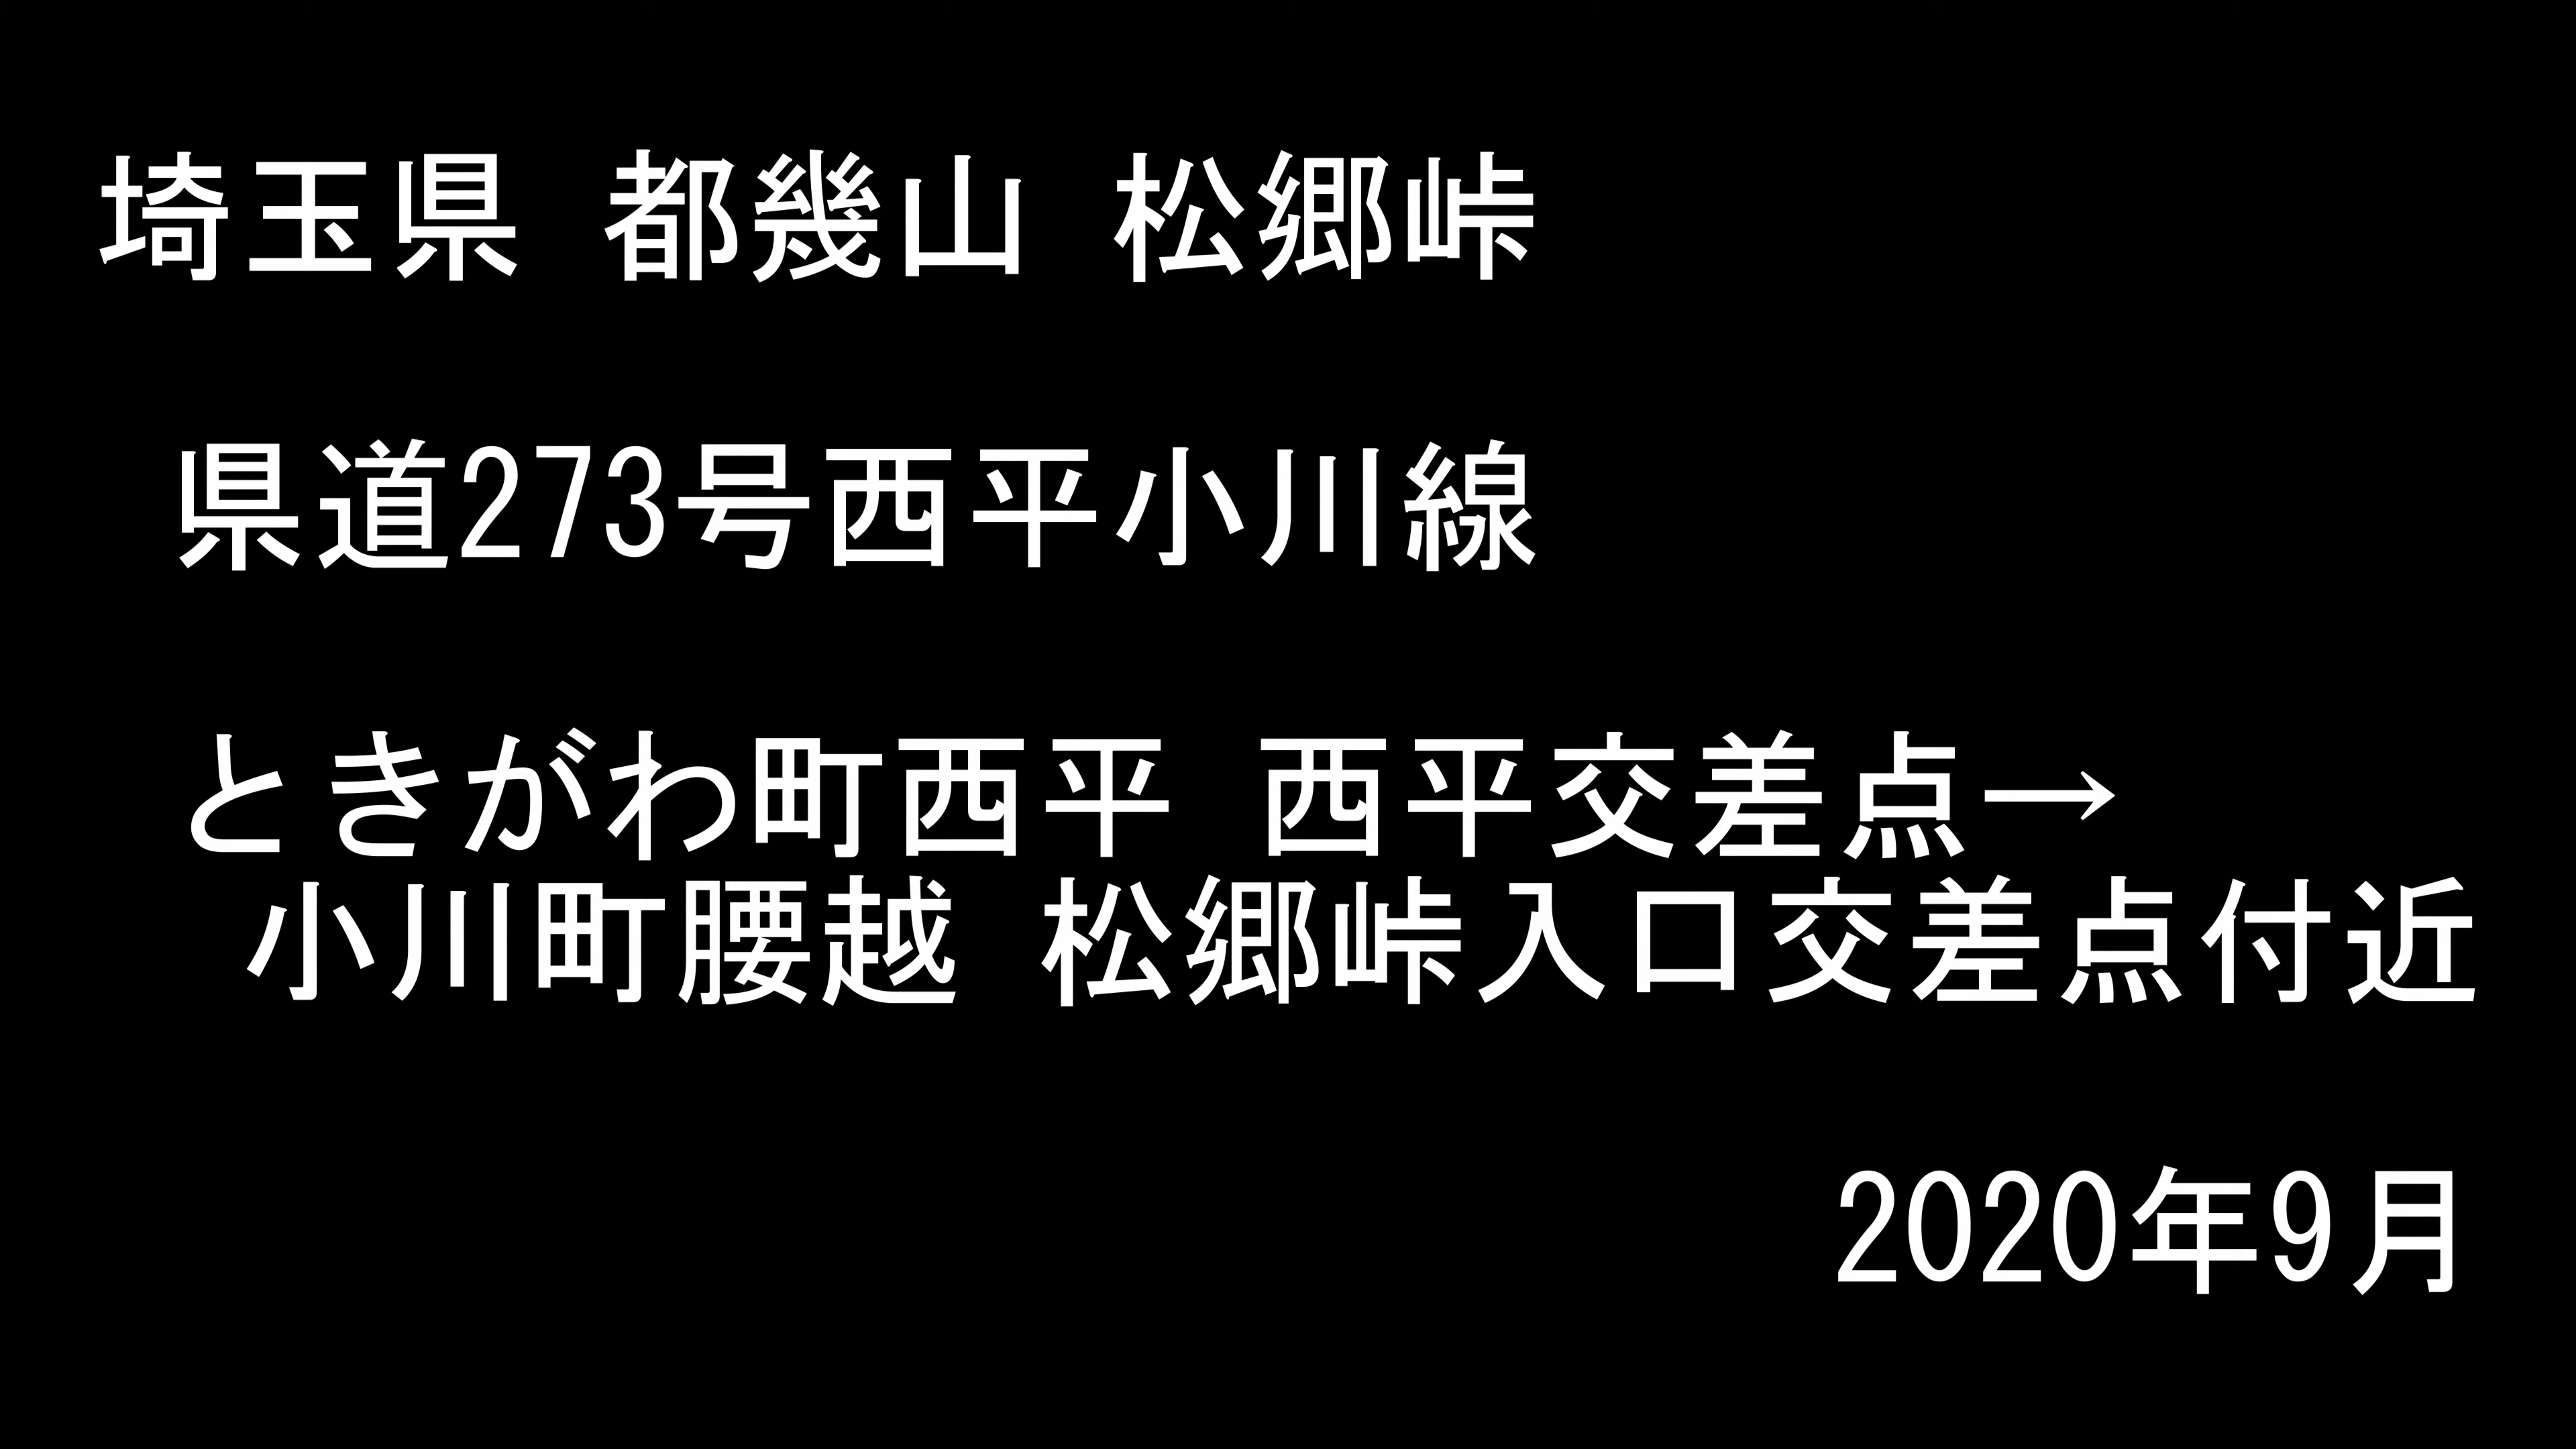 埼玉県　都幾山　松郷峠
県道273号西平小川線
ときがわ町西平　西平交差点→
小川町腰越　松郷峠入口交差点付近
2020年9月